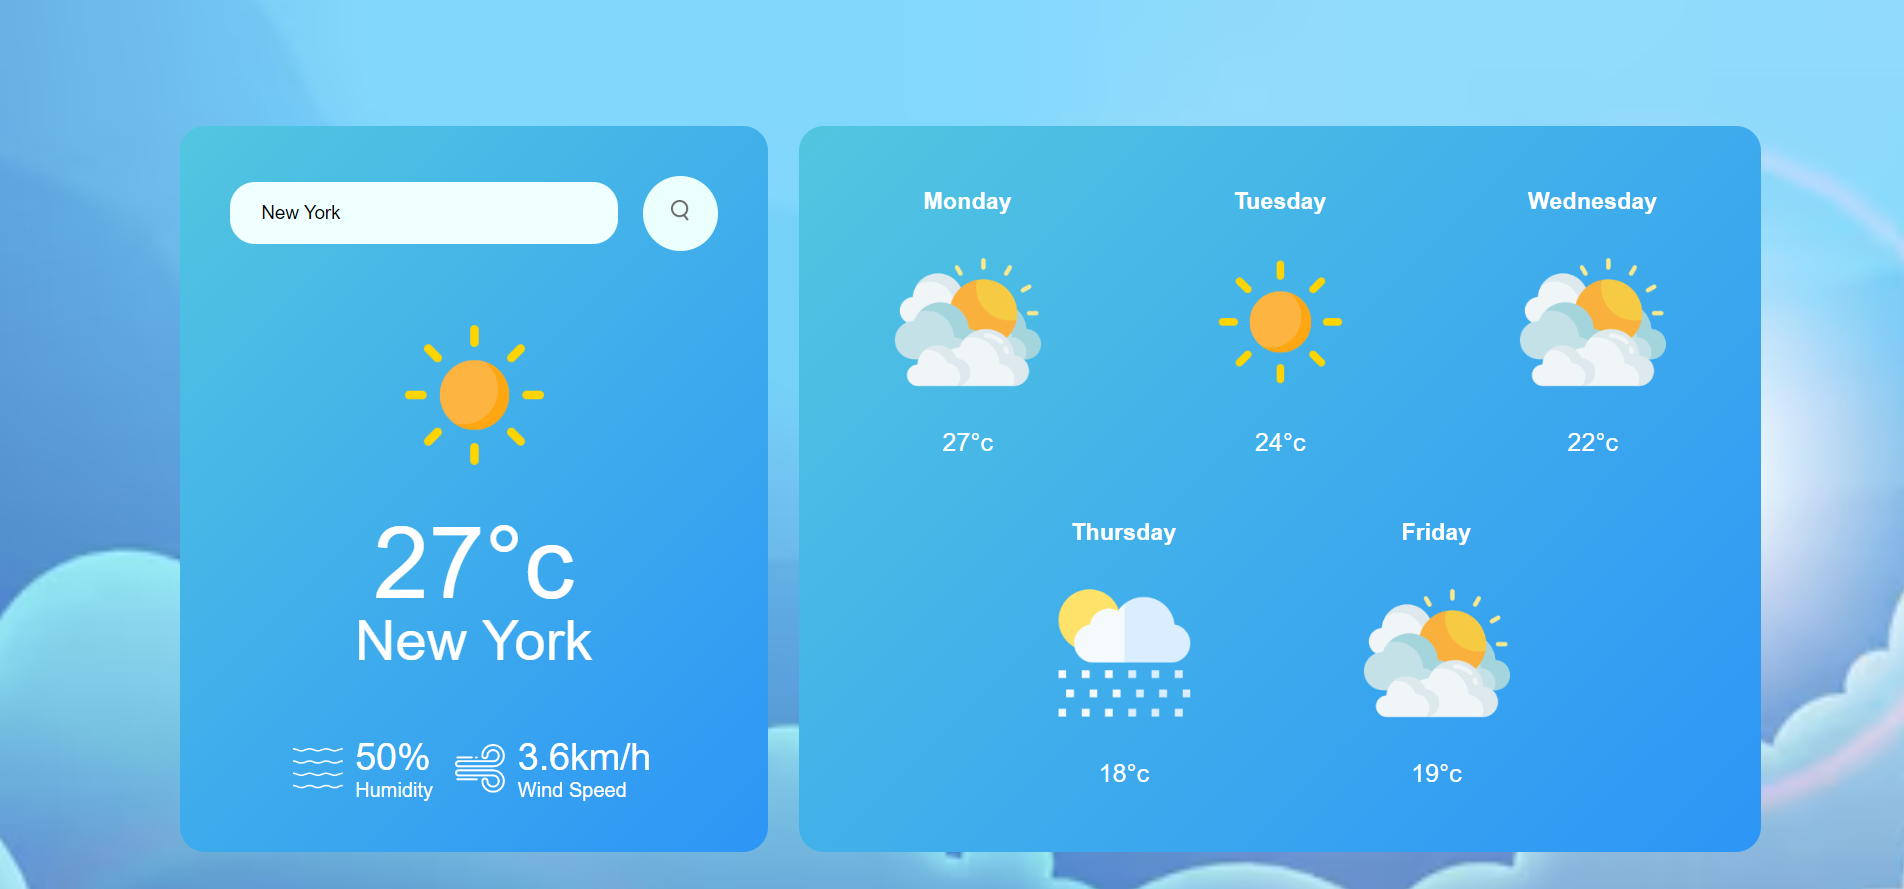 New York
27°c
New York
50%
Humidity
3.6km/h
Wind Speed
Monday
27°c
Tuesday
24°c
Wednesday
22°c
Thursday
18°c
Friday
19°c